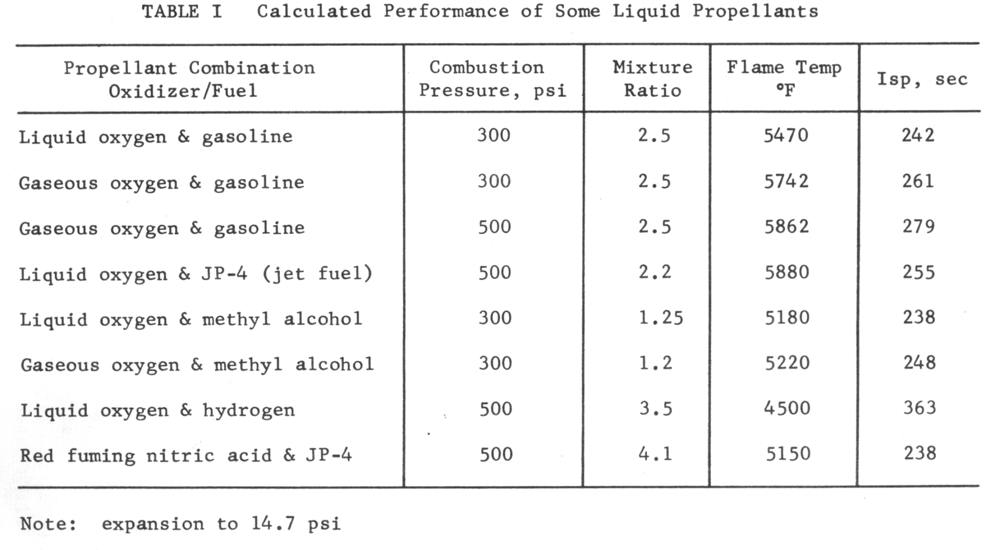 TABLE I Calculated Performance of Some Liquid Propellants
Propellant Combination Oxidizer/Fuel Combustion Pressure, psi Mixture Ratio Flame Temp °F Isp, sec
Liquid oxygen & gasoline 300 2.5 5470 242
Gaseous oxygen & gasoline 300 2.5 5742 261
Gaseous oxygen & gasoline 500 2.5 5862 279
Liquid oxygen & JP-4 (jet fuel) 500 2.2 5880 255
Liquid oxygen & methyl alcohol 300 1.25 5180 238
Gaseous oxygen & methyl alcohol 300 1.2 5220 248
Liquid oxygen & hydrogen 500 3.5 4500 363
Red fuming nitric acid & JP-4 500 4.1 5150 238
Note: expansion to 14.7 psi